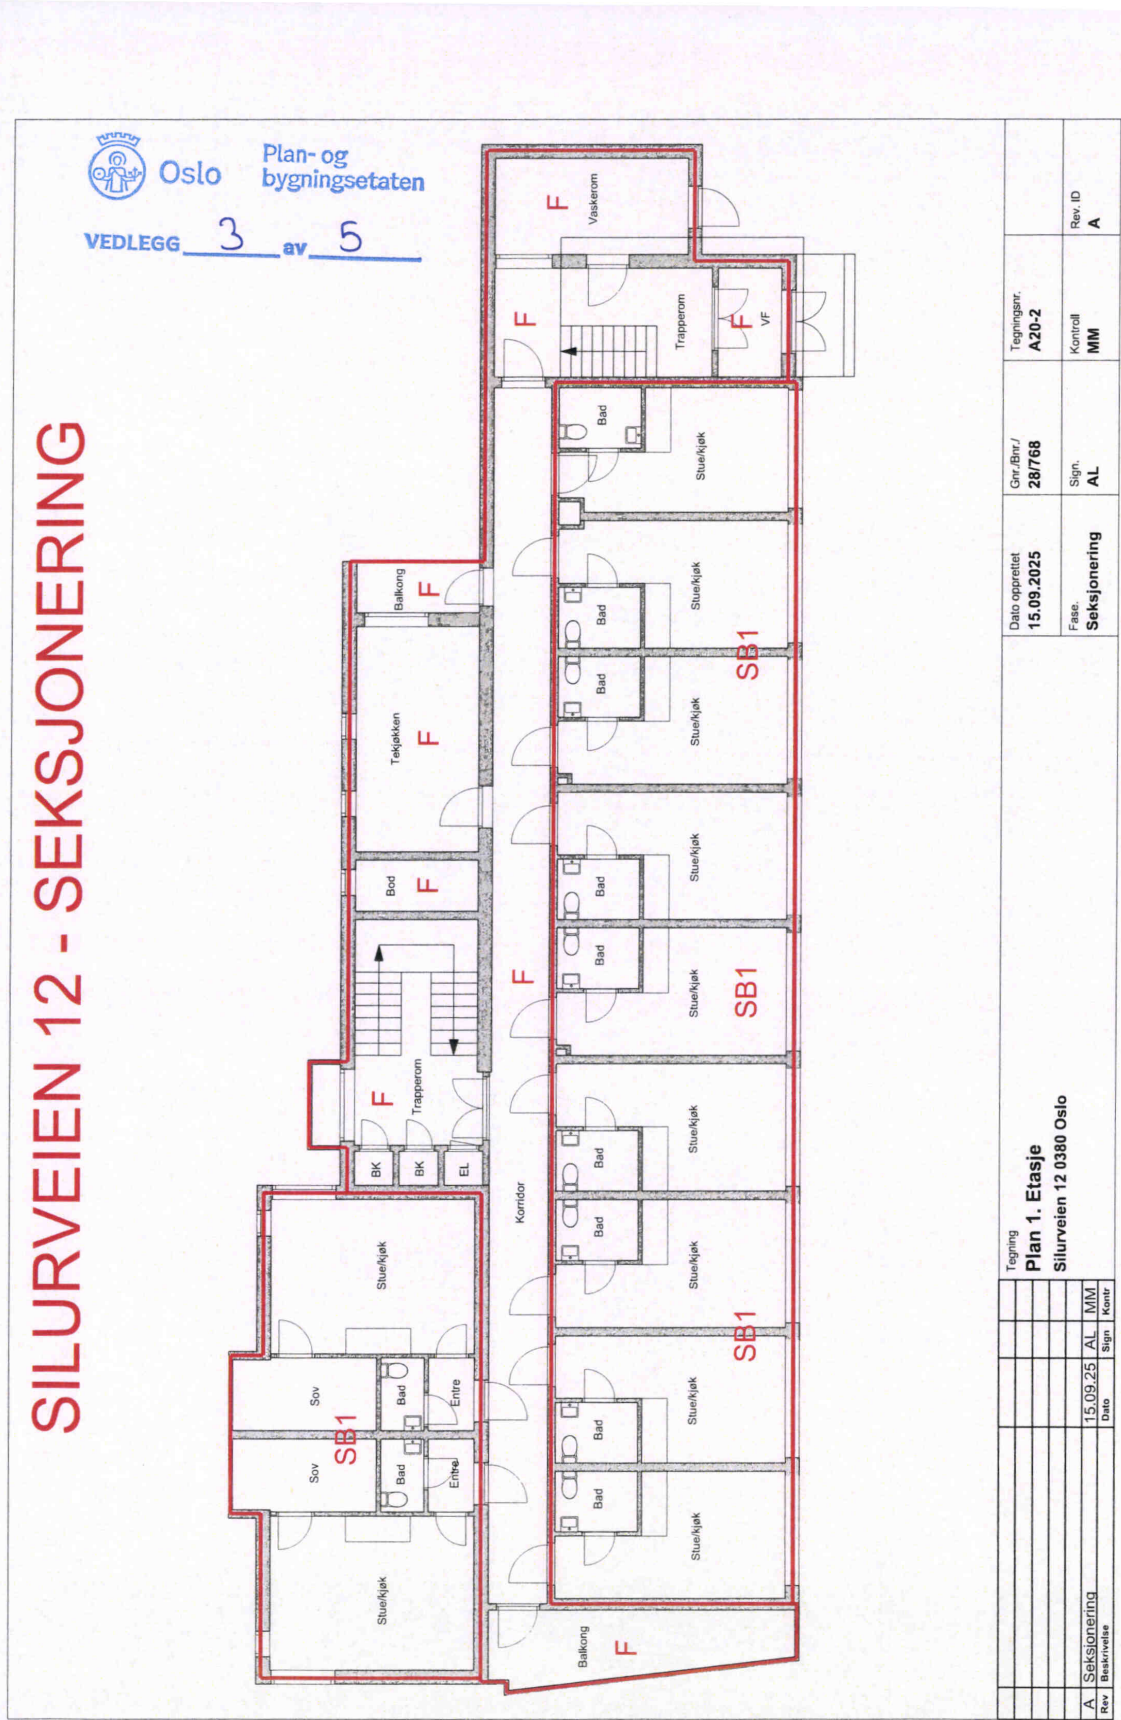 SILURVEIEN 12 - SEKSJONERING
Oslo
Plan- og
bygningsetaten
VEDLEGG 3 av 5
Stue/kjøk
Sov
Sov
Stue/kjøk
SB1
Bad
Bad
Entre
Entre
BK
BK
EL
Trapperom
F
Bod
F
Tekjøkken
F
Balkong
F
Korridor
F
F
Vaskerom
F
Trapperom
F
VF
Balkong
F
Bad
Bad
Bad
Bad
Bad
Bad
Bad
Bad
Bad
Stue/kjøk
Stue/kjøk
Stue/kjøk
Stue/kjøk
Stue/kjøk
Stue/kjøk
Stue/kjøk
Stue/kjøk
Stue/kjøk
SB1
SB1
SB1
A Seksjonering 15.09.25 AL MM
Rev Beskrivelse Dato Sign Kontr
Tegning
Plan 1. Etasje
Silurveien 12 0380 Oslo
Dato opprettet
15.09.2025
Gnr./Bnr./
28/768
Tegningsnr.
A20-2
Fase.
Seksjonering
Sign.
AL
Kontroll
MM
Rev. ID
A